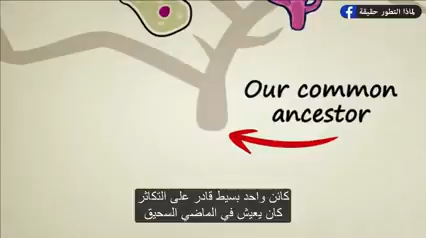 لماذا التطور حقيقة
Our common
ancestor
كائن واحد بسيط قادر على التكاثر
كان يعيش في الماضي السحيق